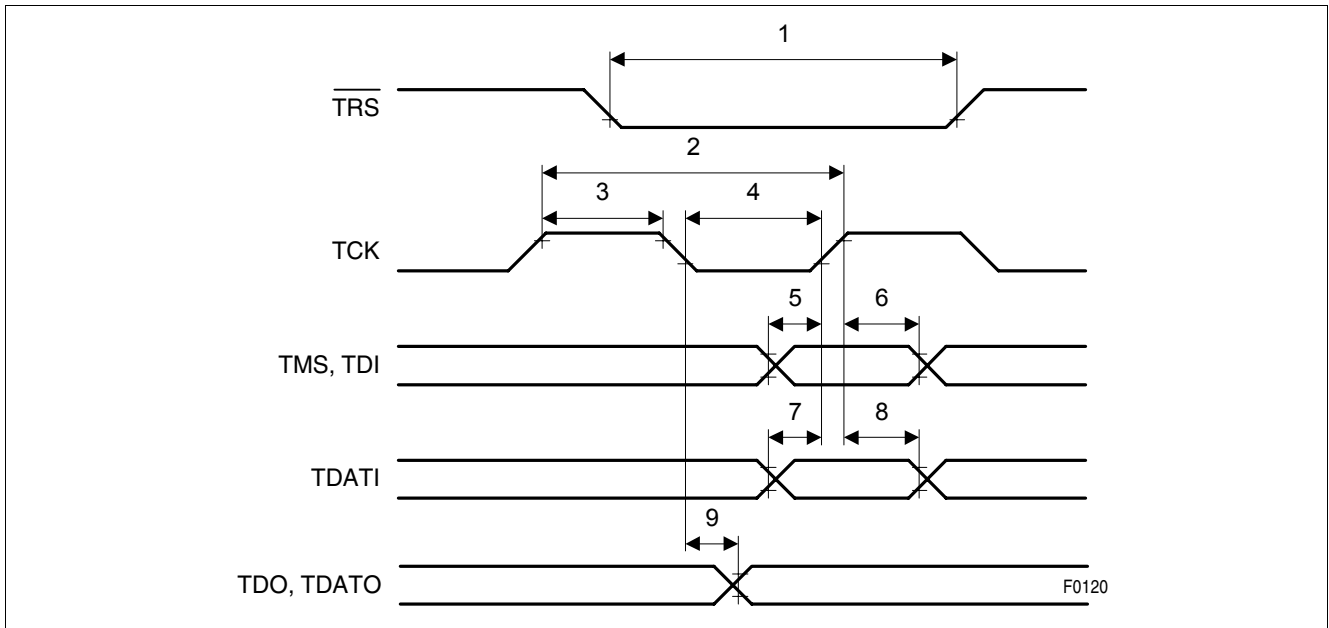 1
TRS
2
3 4
TCK
5 6
TMS, TDI
7 8
TDATI
9
TDO, TDATO
F0120